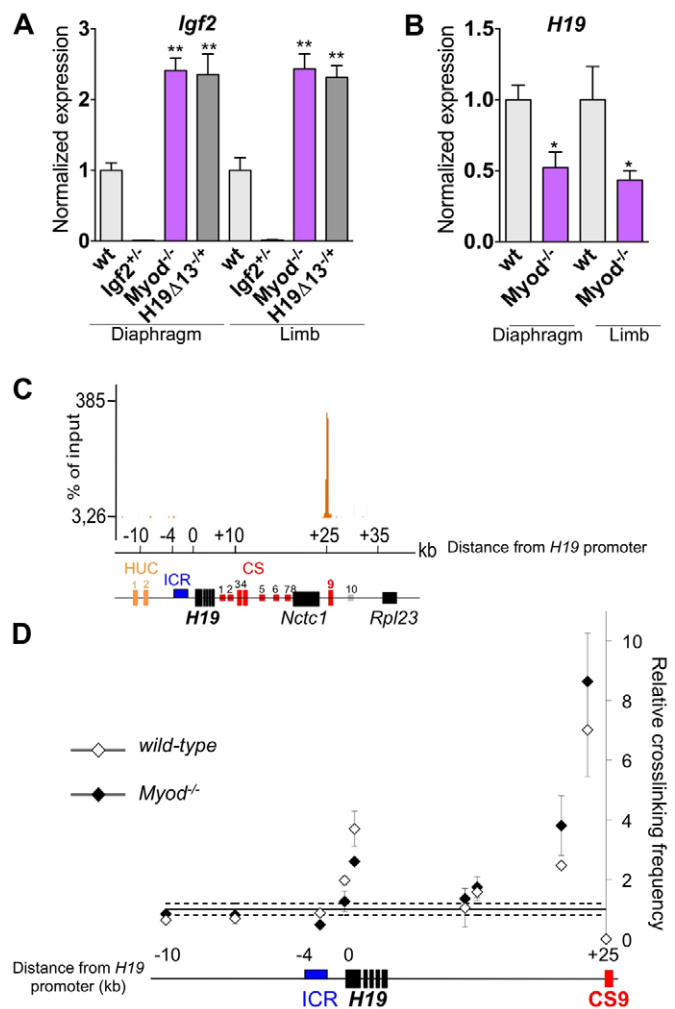 A
Igf2
Normalized expression
3
2
1
0
** ** ** **
wt Igf2+/- Myod-/- H19Δ13-/+ wt Igf2+/- Myod-/- H19Δ13-/+
Diaphragm Limb
B
H19
Normalized expression
1.5
1.0
0.5
0.0
* *
wt Myod-/- wt Myod-/-
Diaphragm Limb
C
% of input
385
3,26
-10 -4 0 +10 +25 +35 kb Distance from H19 promoter
HUC ICR CS
1 2 1 2 34 5 6 78 9 10
H19 Nctc1 Rpl23
D
wild-type
Myod-/-
Relative crosslinking frequency
10
8
6
4
2
0
-10 -4 0 +25
Distance from H19
promoter (kb)
ICR H19 CS9